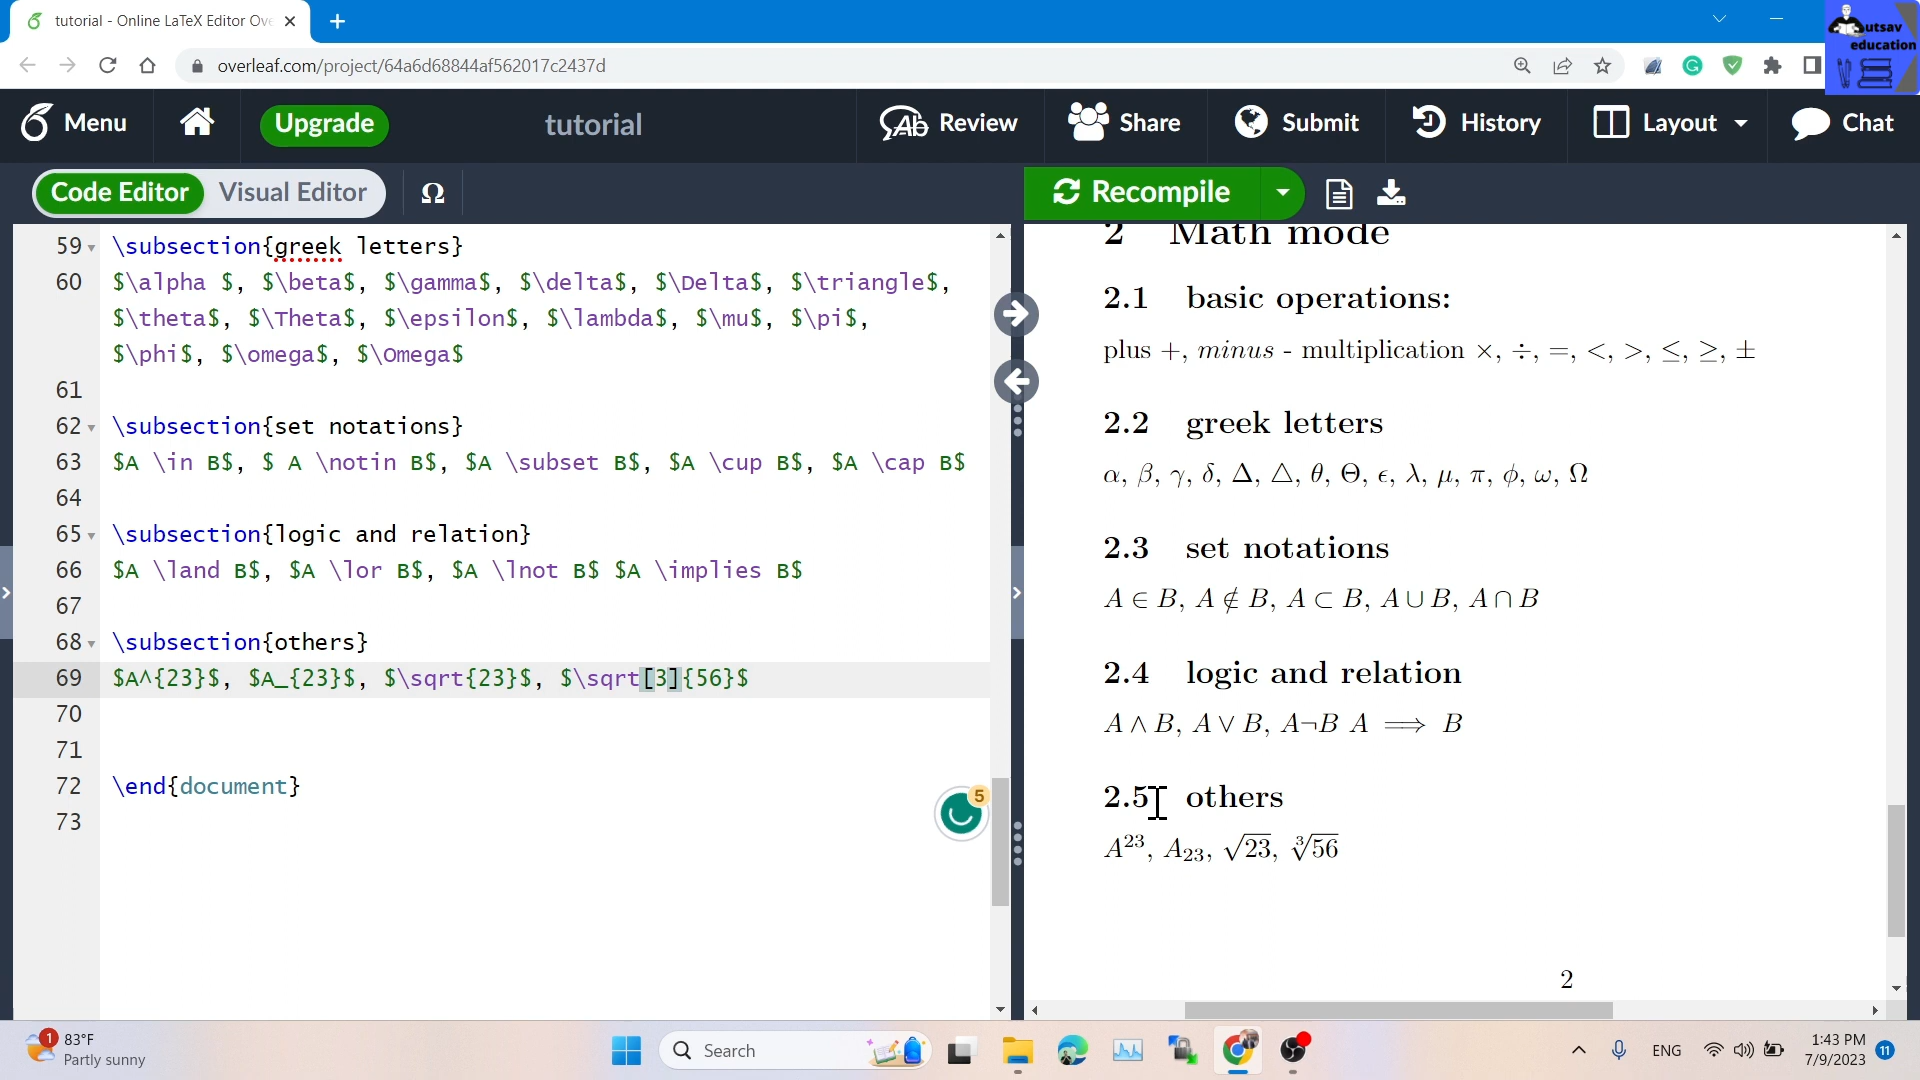 tutorial - Online LaTeX Editor Ove
overleaf.com/project/64a6d68844af562017c2437d
utsav
education
Menu
Upgrade
tutorial
Review
Share
Submit
History
Layout
Chat
Code Editor
Visual Editor
Ω
Recompile
59 \subsection{greek letters}
60 $\alpha $, $\beta$, $\gamma$, $\delta$, $\Delta$, $\triangle$,
$\theta$, $\Theta$, $\epsilon$, $\lambda$, $\mu$, $\pi$,
$\phi$, $\omega$, $\Omega$
61
62 \subsection{set notations}
63 $A \in B$, $ A \notin B$, $A \subset B$, $A \cup B$, $A \cap B$
64
65 \subsection{logic and relation}
66 $A \land B$, $A \lor B$, $A \lnot B$ $A \implies B$
67
68 \subsection{others}
69 $A^{23}$, $A_{23}$, $\sqrt{23}$, $\sqrt[3]{56}$
70
71
72 \end{document}
73
5
2 Math mode
2.1 basic operations:
plus +, minus - multiplication ×, ÷, =, <, >, ≤, ≥, ±
2.2 greek letters
α, β, γ, δ, Δ, △, θ, Θ, ϵ, λ, μ, π, ϕ, ω, Ω
2.3 set notations
A ∈ B, A ∉ B, A ⊂ B, A ∪ B, A ∩ B
2.4 logic and relation
A ∧ B, A ∨ B, A¬B A ⟹ B
2.5 others
A²³, A₂₃, √23, ∛56
2
1
83°F
Partly sunny
Search
ENG
1:43 PM
7/9/2023
11